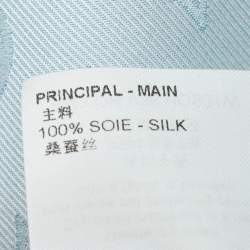 PRINCIPAL - MAIN
主料
100% SOIE - SILK
桑蚕丝